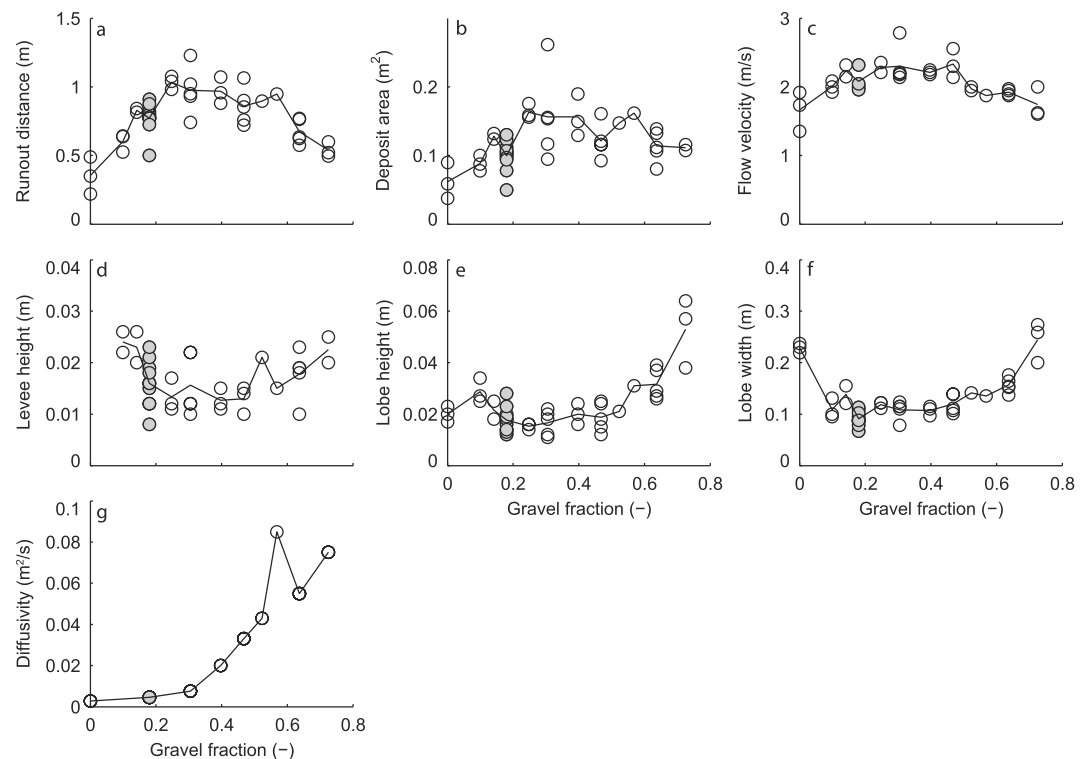 a
Runout distance (m)
1.5
1
0.5
0
b
Deposit area (m²)
0.2
0.1
0
c
Flow velocity (m/s)
3
2
1
0
d
Levee height (m)
0.04
0.03
0.02
0.01
0
e
Lobe height (m)
0.08
0.06
0.04
0.02
0
0 0.2 0.4 0.6 0.8
Gravel fraction (−)
f
Lobe width (m)
0.4
0.3
0.2
0.1
0
0 0.2 0.4 0.6 0.8
Gravel fraction (−)
g
Diffusivity (m²/s)
0.1
0.08
0.06
0.04
0.02
0
0 0.2 0.4 0.6 0.8
Gravel fraction (−)